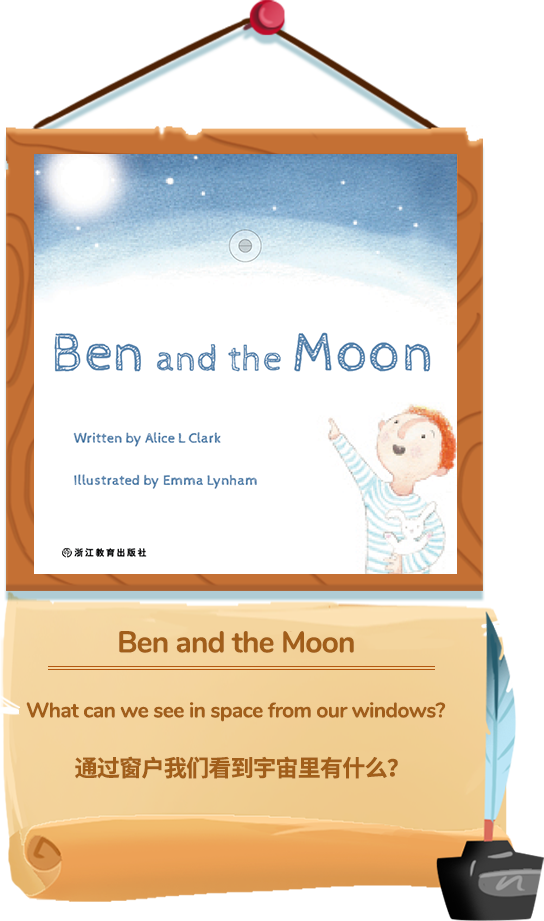 Ben and the Moon
Written by Alice L Clark
Illustrated by Emma Lynham
浙江教育出版社
Ben and the Moon
What can we see in space from our windows?
通过窗户我们看到宇宙里有什么?